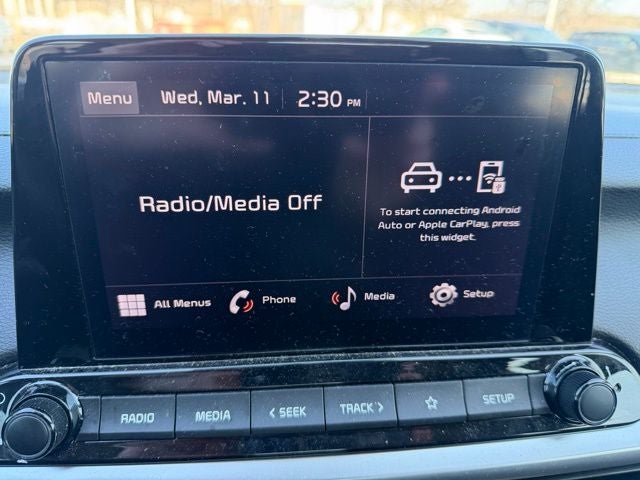 Menu Wed, Mar. 11 2:30 PM
Radio/Media Off
To start connecting Android
Auto or Apple CarPlay, press
this widget.
All Menus Phone Media Setup
RADIO MEDIA < SEEK TRACK > ☆ SETUP